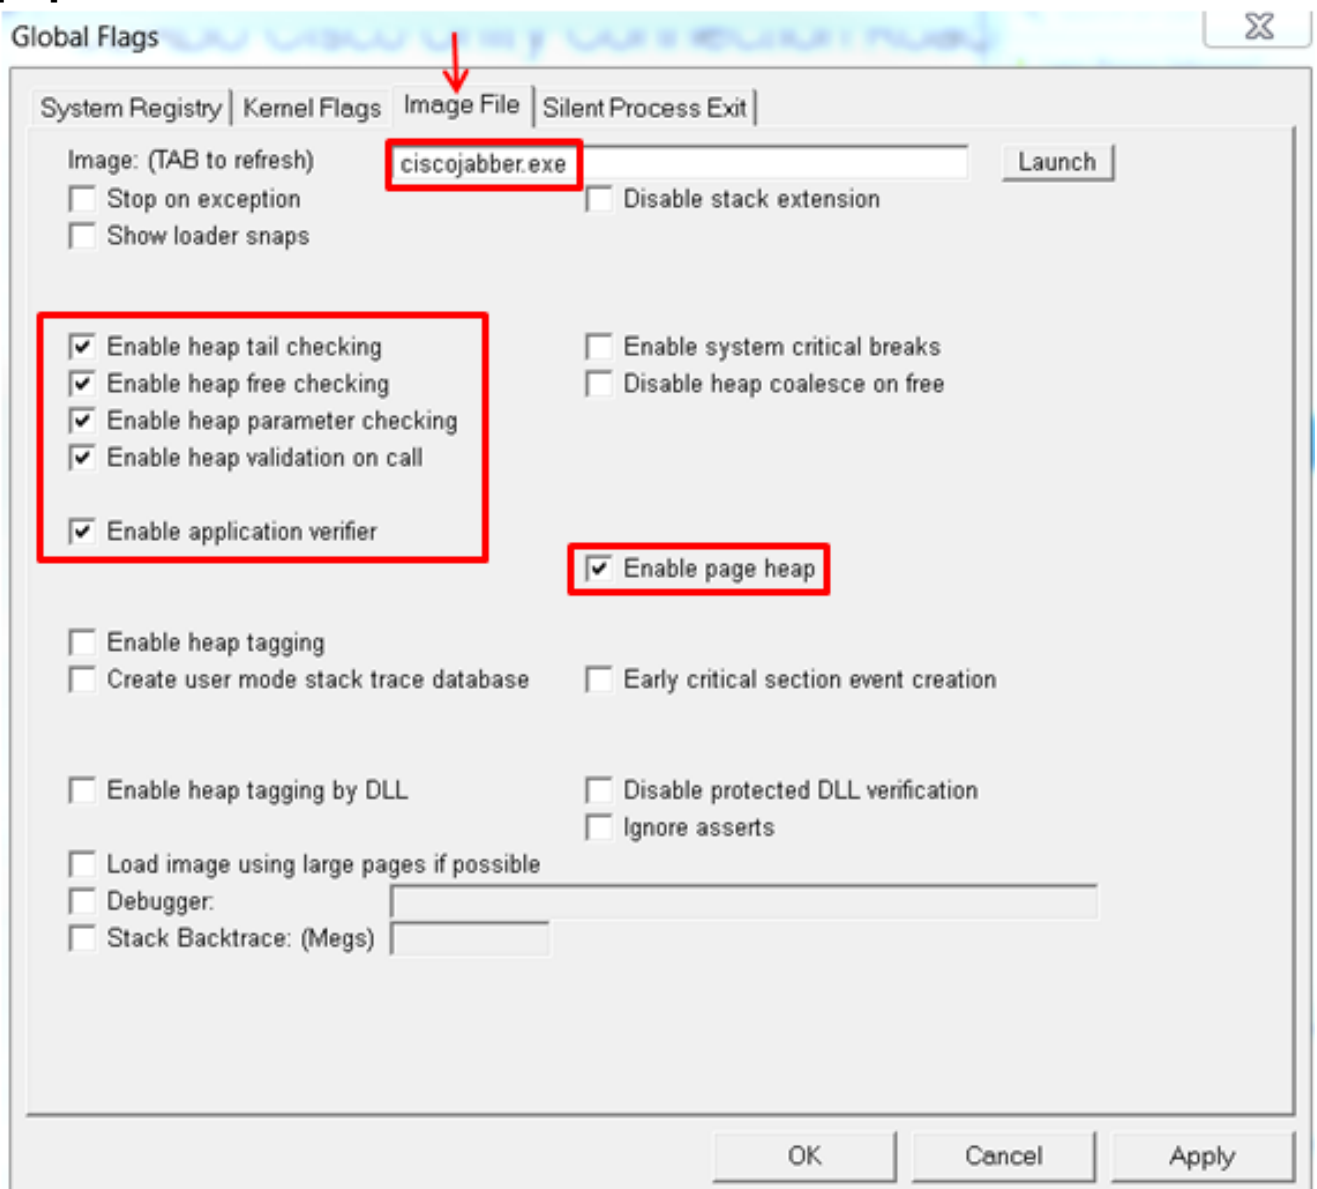 Global Flags
System Registry Kernel Flags Image File Silent Process Exit
Image: (TAB to refresh) ciscojabber.exe Launch
Stop on exception Disable stack extension
Show loader snaps
Enable heap tail checking Enable system critical breaks
Enable heap free checking Disable heap coalesce on free
Enable heap parameter checking
Enable heap validation on call
Enable application verifier
Enable page heap
Enable heap tagging
Create user mode stack trace database Early critical section event creation
Enable heap tagging by DLL Disable protected DLL verification
Ignore asserts
Load image using large pages if possible
Debugger:
Stack Backtrace: (Megs)
OK Cancel Apply